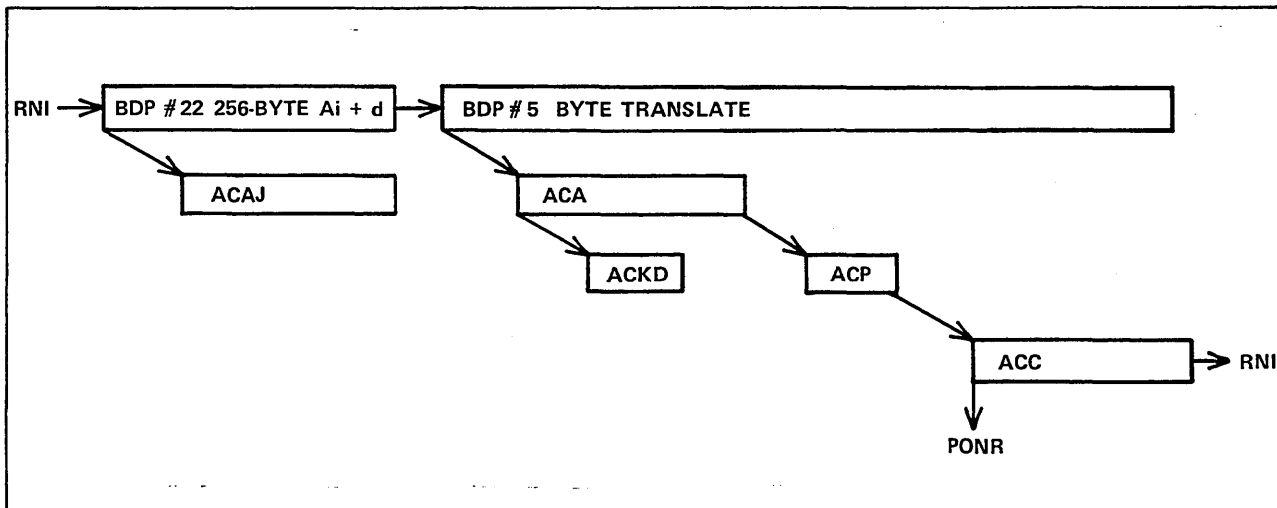 RNI BDP #22 256-BYTE Ai + d BDP #5 BYTE TRANSLATE
ACAJ ACA
ACKD ACP
ACC RNI
PONR